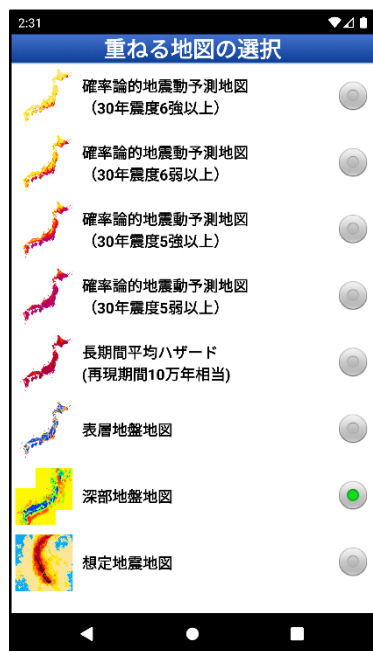 2:31
重ねる地図の選択
確率論的地震動予測地図
（30年震度6強以上）
確率論的地震動予測地図
（30年震度6弱以上）
確率論的地震動予測地図
（30年震度5強以上）
確率論的地震動予測地図
（30年震度5弱以上）
長期間平均ハザード
(再現期間10万年相当)
表層地盤地図
深部地盤地図
想定地震地図